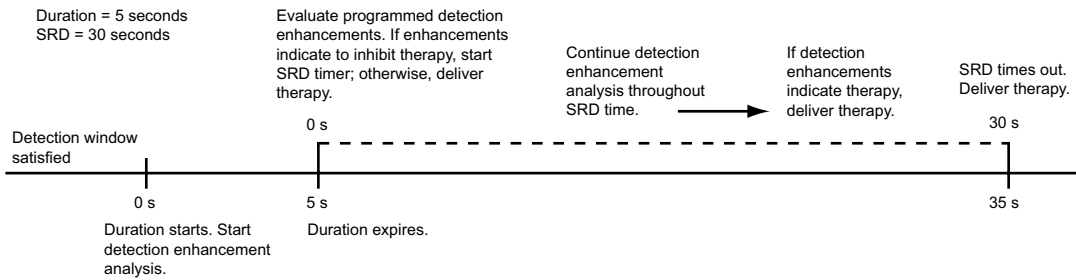 Duration = 5 seconds
SRD = 30 seconds
Evaluate programmed detection
enhancements. If enhancements
indicate to inhibit therapy, start
SRD timer; otherwise, deliver
therapy.
Continue detection
enhancement
analysis throughout
SRD time.
If detection
enhancements
indicate therapy,
deliver therapy.
SRD times out.
Deliver therapy.
0 s
30 s
Detection window
satisfied
0 s
5 s
35 s
Duration starts. Start
detection enhancement
analysis.
Duration expires.